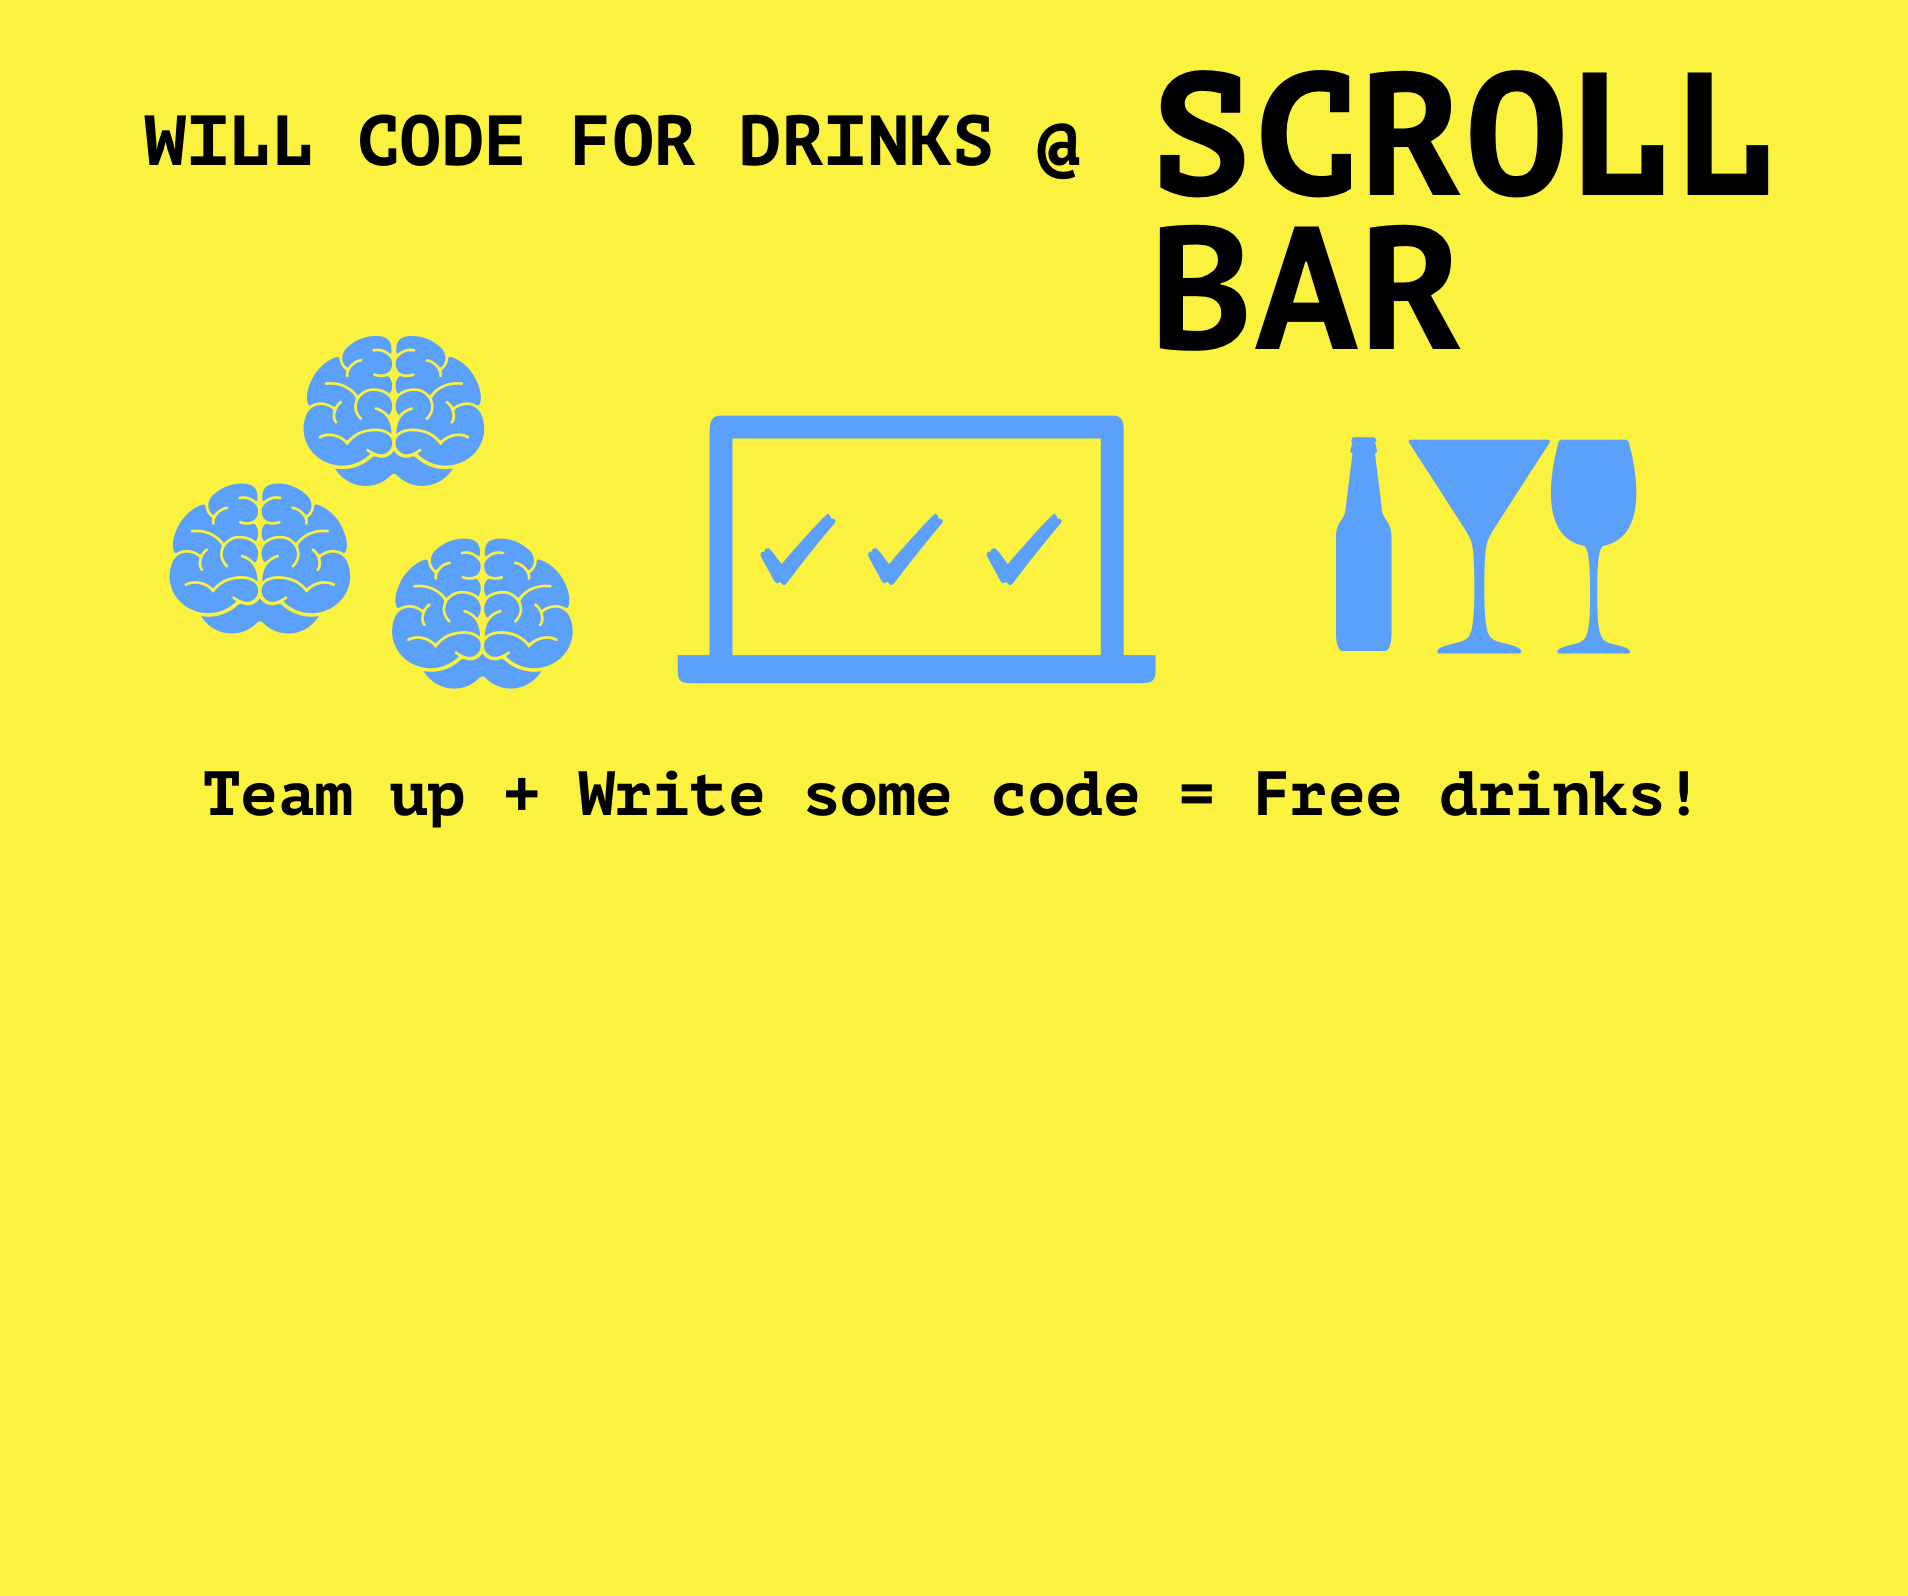 WILL CODE FOR DRINKS @
SCROLL
BAR
Team up + Write some code = Free drinks!